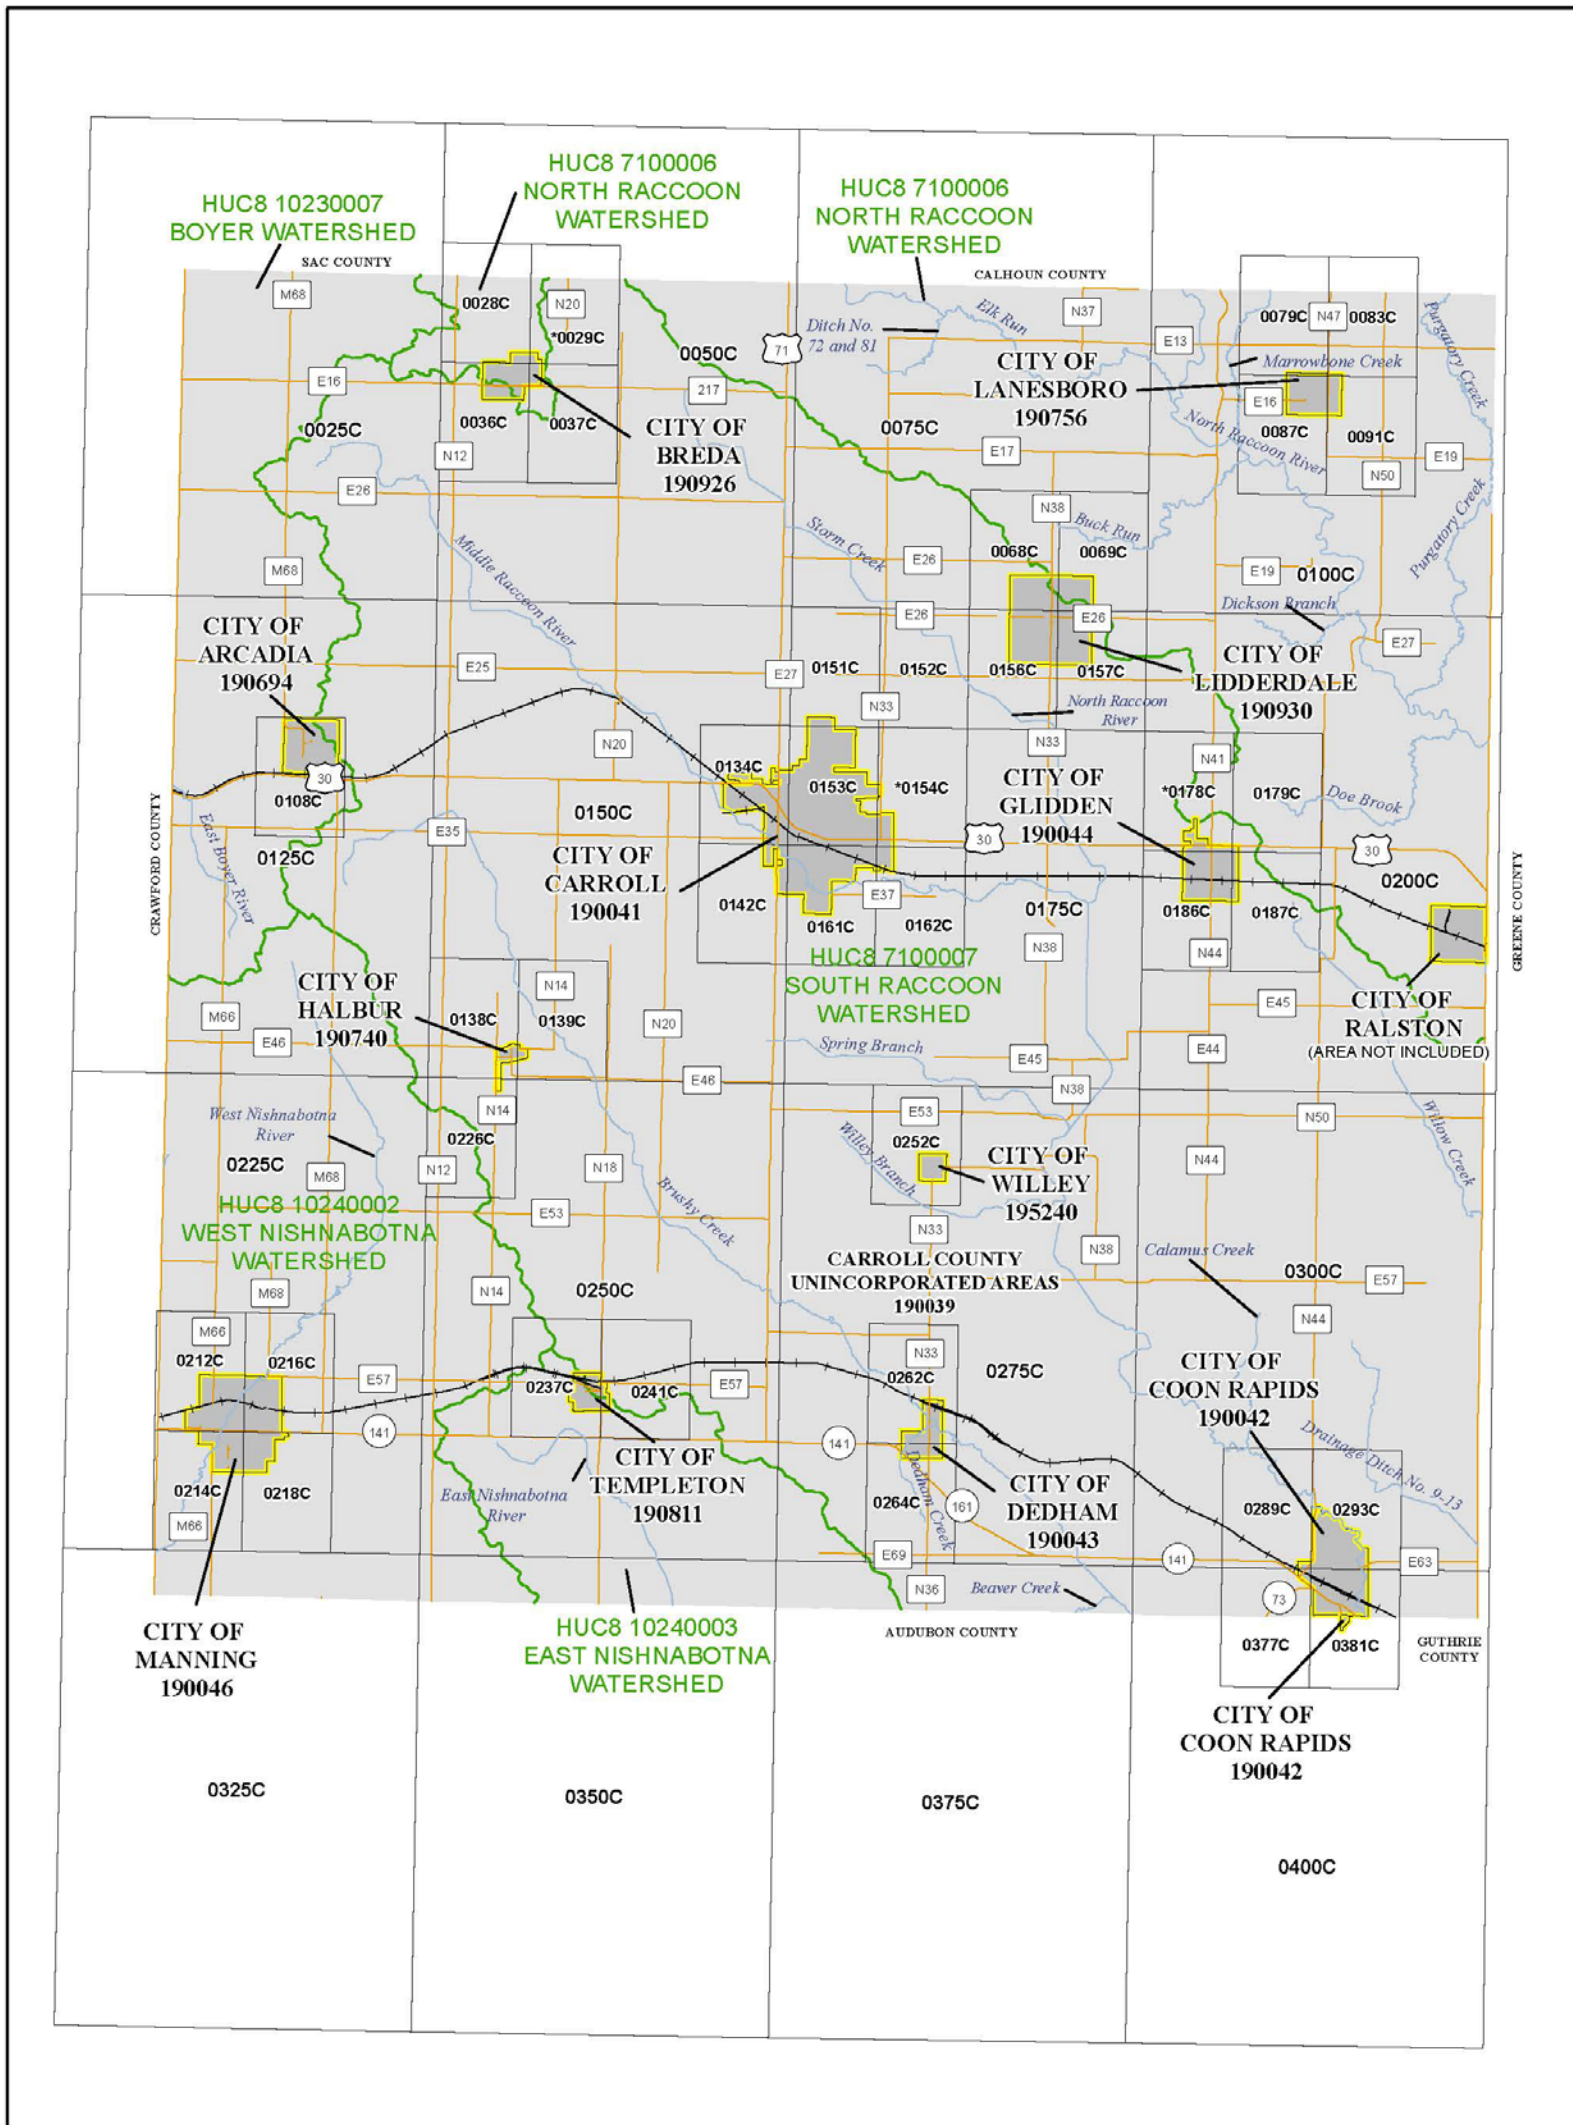 HUC8 7100006
NORTH RACCOON
WATERSHED
HUC8 7100006
NORTH RACCOON
WATERSHED
HUC8 10230007
BOYER WATERSHED
SAC COUNTY
CALHOUN COUNTY
M68
0028C
N20
*0029C
0050C
71
Ditch No.
72 and 81
Elk Run
N37
E13
0079C
N47
0083C
Purgatory Creek
Marrowbone Creek
CITY OF
LANESBORO
190756
E16
217
E16
0025C
0036C
0037C
CITY OF
BREDA
190926
0075C
0087C
0091C
North Raccoon River
N12
E17
E19
N50
E26
N38
Storm Creek
Buck Run
Purgatory Creek
Middle Raccoon River
M68
E26
0068C
0069C
E19
0100C
Dickson Branch
CITY OF
ARCADIA
190694
E26
E26
E27
E25
E27
0151C
0152C
0156C
0157C
CITY OF
LIDDERDALE
190930
N33
North Raccoon
River
N20
N33
N41
30
0108C
0134C
0153C
*0154C
CITY OF
GLIDDEN
190044
*0178C
0179C
Doe Brook
CRAWFORD COUNTY
East Boyer River
0150C
E35
30
30
0125C
CITY OF
CARROLL
190041
0200C
GREENE COUNTY
0142C
E37
0161C
0162C
0175C
0186C
0187C
N38
N44
HUC8 7100007
SOUTH RACCOON
WATERSHED
CITY OF
HALBUR
190740
N14
0138C
0139C
M66
E46
N20
E45
CITY OF
RALSTON
(AREA NOT INCLUDED)
Spring Branch
E45
E44
E46
N38
West Nishnabotna
River
N14
0226C
E53
0252C
Willey Branch
N50
Willow Creek
0225C
M68
N12
N18
CITY OF
WILLEY
195240
N44
HUC8 10240002
WEST NISHNABOTNA
WATERSHED
E53
Brushy Creek
N33
CARROLL COUNTY
UNINCORPORATED AREAS
190039
N38
Calamus Creek
0300C
E57
M68
N14
0250C
M66
0212C
0216C
N44
E57
0237C
0241C
E57
N33
0262C
0275C
CITY OF
COON RAPIDS
190042
141
141
Drainage Ditch No. 9-13
0214C
0218C
M66
East Nishnabotna
River
CITY OF
TEMPLETON
190811
Dedham Creek
0264C
161
CITY OF
DEDHAM
190043
0289C
0293C
E69
141
E63
N36
Beaver Creek
73
CITY OF
MANNING
190046
HUC8 10240003
EAST NISHNABOTNA
WATERSHED
AUDUBON COUNTY
0377C
0381C
GUTHRIE
COUNTY
CITY OF
COON RAPIDS
190042
0325C
0350C
0375C
0400C